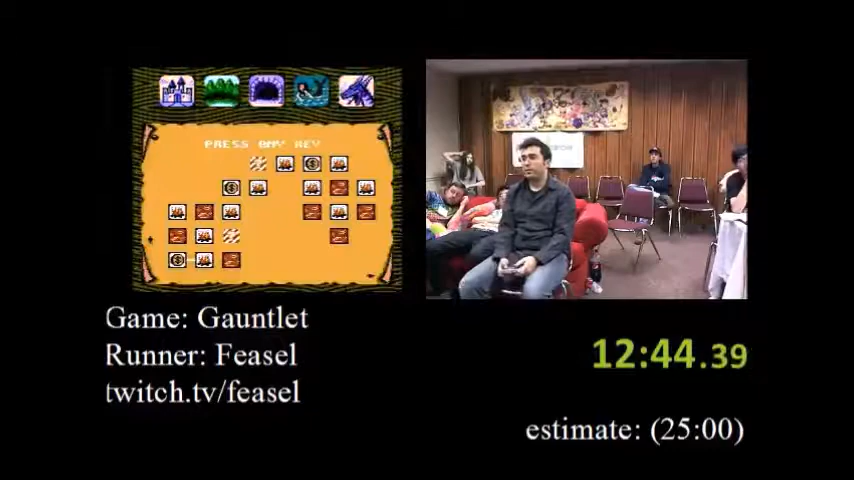 PRESS ANY KEY
Game: Gauntlet
Runner: Feasel
twitch.tv/feasel
12:44.39
estimate: (25:00)